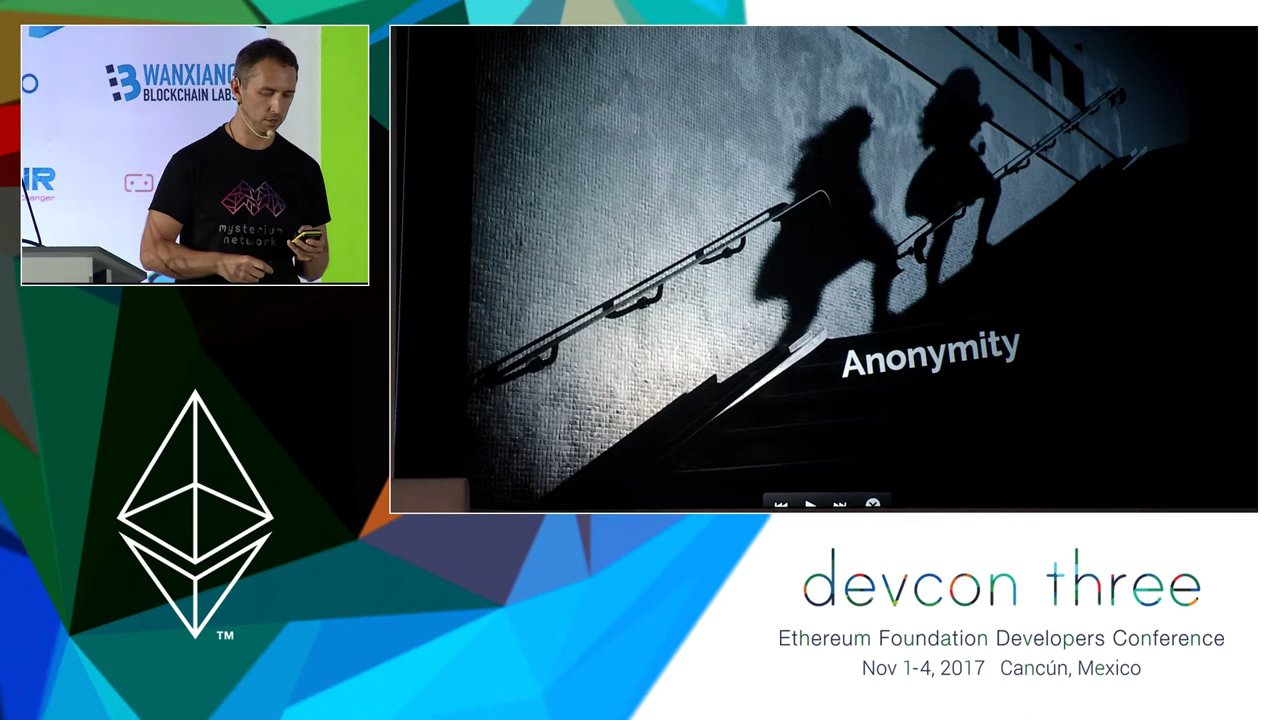 WANXIANG
BLOCKCHAIN LABS
mysterium
network
Anonymity
TM
devcon three
Ethereum Foundation Developers Conference
Nov 1-4, 2017 Cancún, Mexico